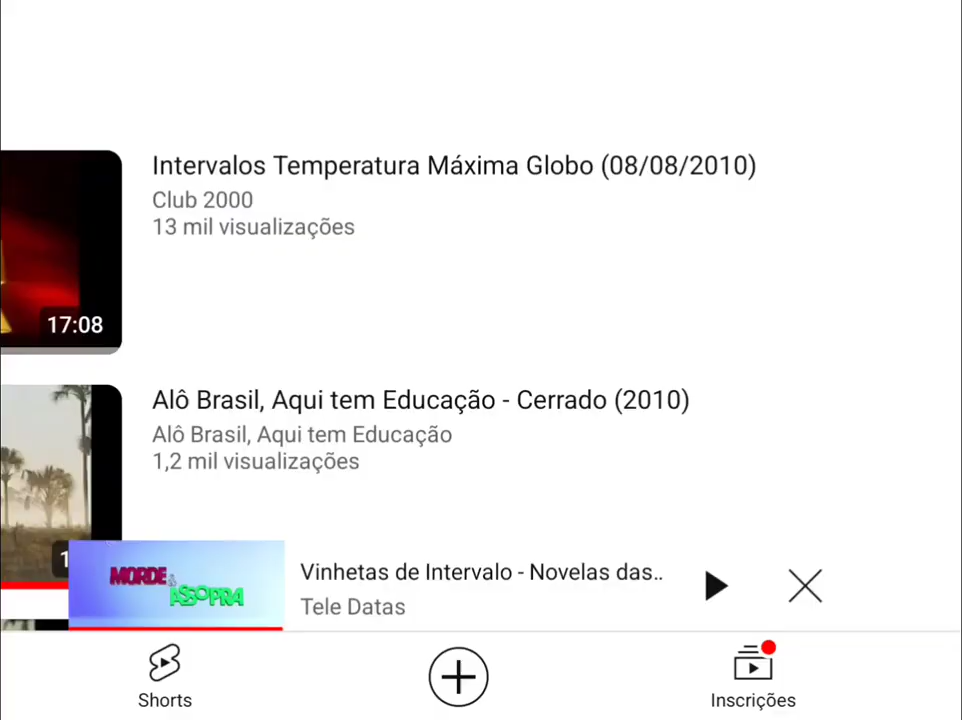 Intervalos Temperatura Máxima Globo (08/08/2010)
Club 2000
13 mil visualizações
17:08
Alô Brasil, Aqui tem Educação - Cerrado (2010)
Alô Brasil, Aqui tem Educação
1,2 mil visualizações
MORDE &
ASSOPRA
Vinhetas de Intervalo - Novelas das..
Tele Datas
Shorts
Inscrições